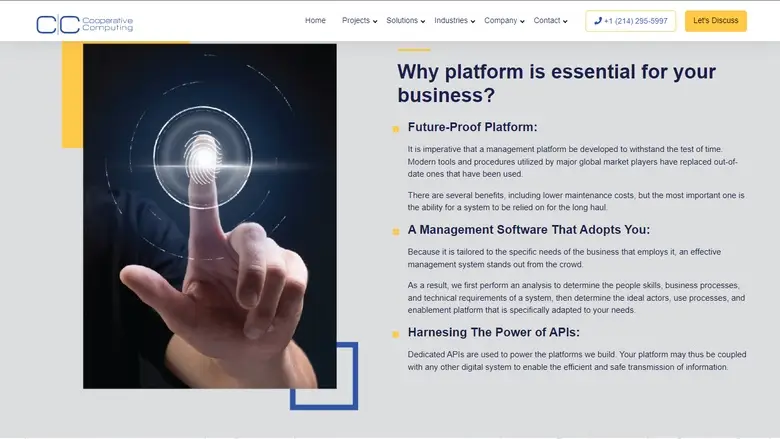 Cooperative
Computing
Home Projects Solutions Industries Company Contact +1 (214) 295-5997 Let's Discuss
Why platform is essential for your
business?
Future-Proof Platform:
It is imperative that a management platform be developed to withstand the test of time.
Modern tools and procedures utilized by major global market players have replaced out-of-
date ones that have been used.
There are several benefits, including lower maintenance costs, but the most important one is
the ability for a system to be relied on for the long haul.
A Management Software That Adopts You:
Because it is tailored to the specific needs of the business that employs it, an effective
management system stands out from the crowd.
As a result, we first perform an analysis to determine the people skills, business processes,
and technical requirements of a system, then determine the ideal actors, use processes, and
enablement platform that is specifically adapted to your needs.
Harnesing The Power of APIs:
Dedicated APIs are used to power the platforms we build. Your platform may thus be coupled
with any other digital system to enable the efficient and safe transmission of information.